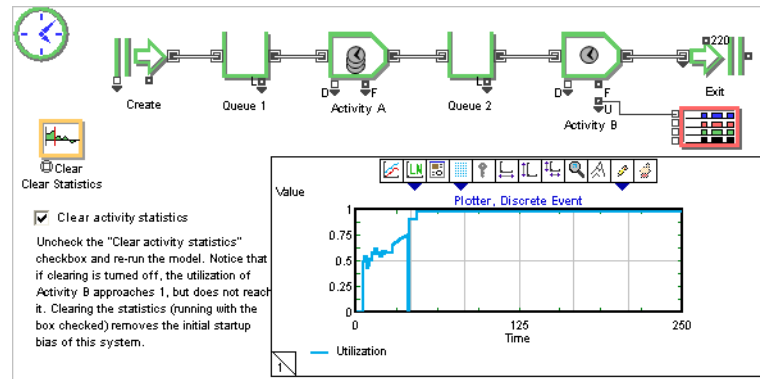 220
Create
Queue 1
L
D
F
Activity A
Queue 2
L
D
F
U
Activity B
Exit
Clear
Clear Statistics
Clear activity statistics
Uncheck the "Clear activity statistics"
checkbox and re-run the model. Notice that
if clearing is turned off, the utilization of
Activity B approaches 1, but does not reach
it. Clearing the statistics (running with the
box checked) removes the initial startup
bias of this system.
LN
Value
Plotter, Discrete Event
1
0.75
0.5
0.25
0
0
125
250
Time
Utilization
1